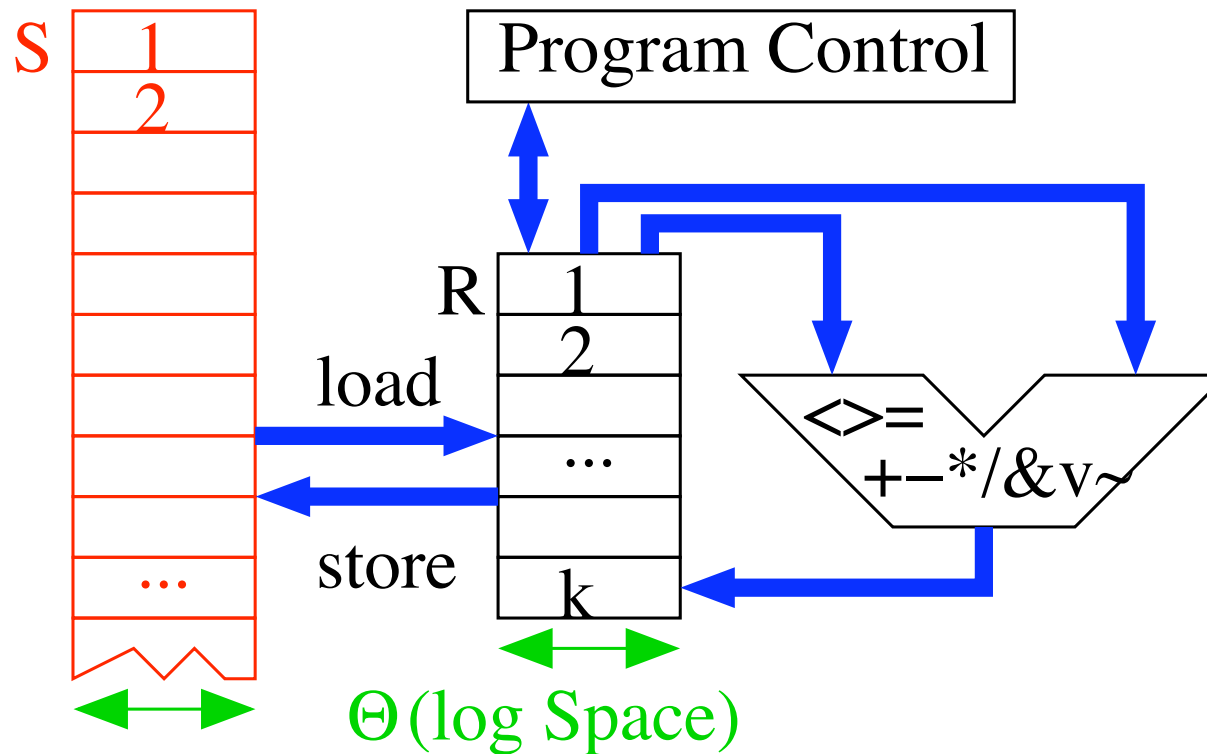 S
1
2
...
Program Control
R
1
2
...
k
load
store
<>=
+−*/&v~
Θ(log Space)